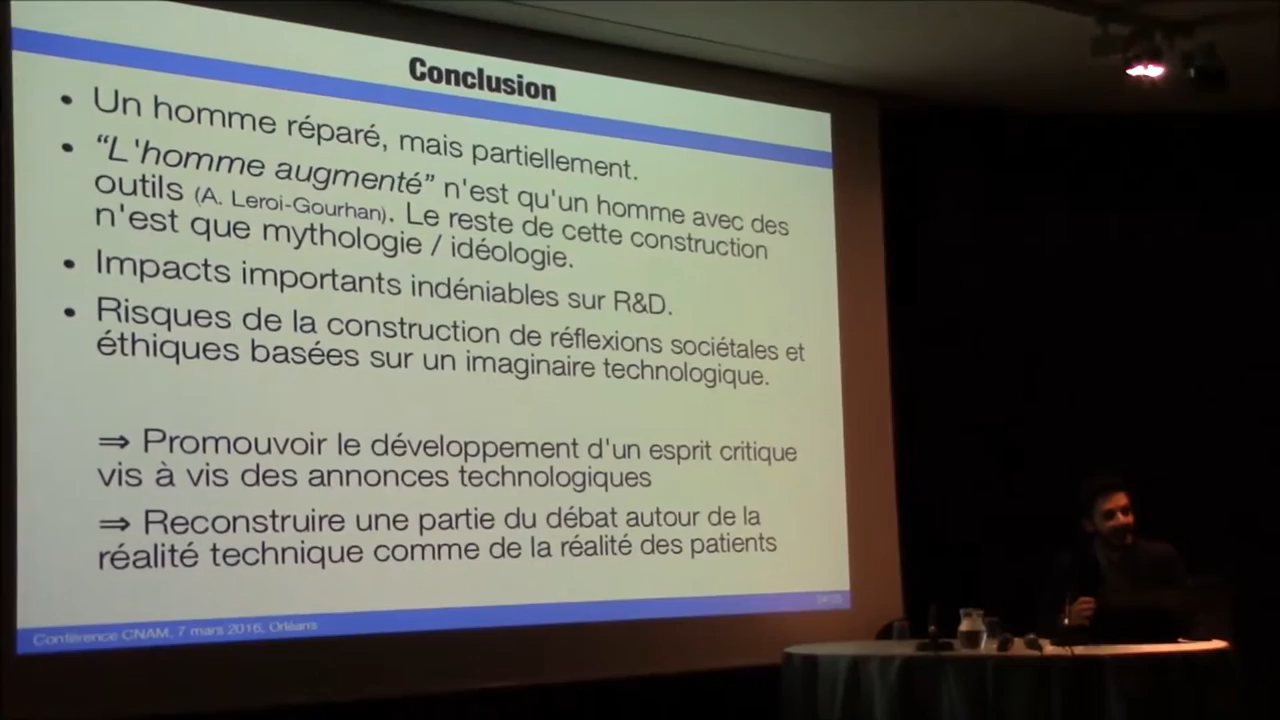 Conclusion
• Un homme réparé, mais partiellement.
• “L'homme augmenté” n'est qu'un homme avec des
outils (A. Leroi-Gourhan). Le reste de cette construction
n'est que mythologie / idéologie.
• Impacts importants indéniables sur R&D.
• Risques de la construction de réflexions sociétales et
éthiques basées sur un imaginaire technologique.
⇒ Promouvoir le développement d'un esprit critique
vis à vis des annonces technologiques
⇒ Reconstruire une partie du débat autour de la
réalité technique comme de la réalité des patients
Conférence CNAM, 7 mars 2016, Orléans